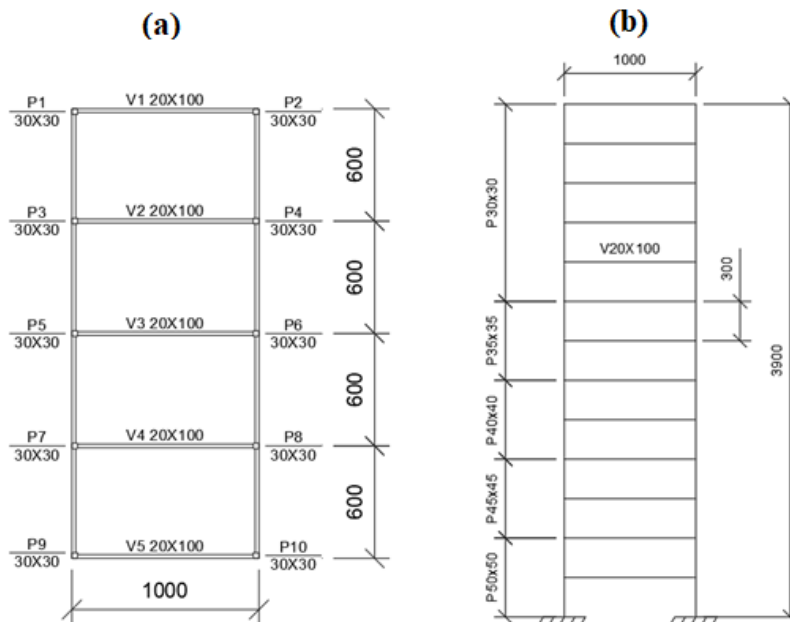 (a)
P1
30X30
V1 20X100
P2
30X30
600
P3
30X30
V2 20X100
P4
30X30
600
P5
30X30
V3 20X100
P6
30X30
600
P7
30X30
V4 20X100
P8
30X30
600
P9
30X30
V5 20X100
P10
30X30
1000
(b)
1000
P30x30
V20X100
300
P35x35
3900
P40x40
P45x45
P50x50